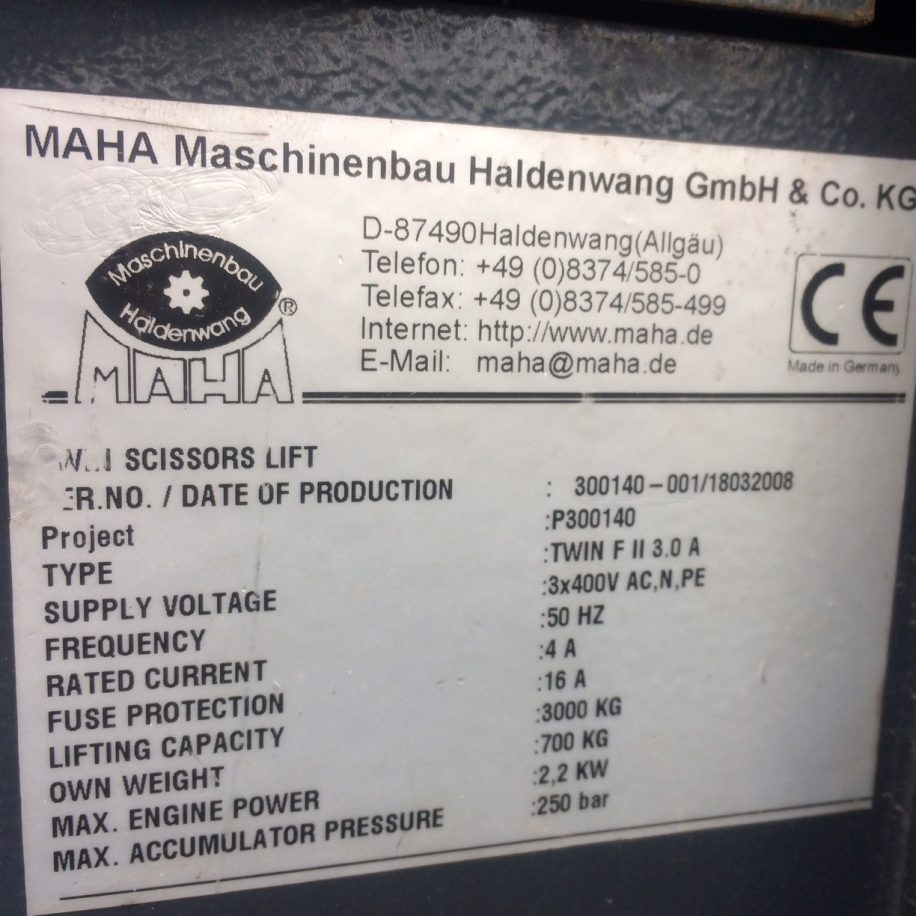 MAHA Maschinenbau Haldenwang GmbH & Co. KG
D-87490Haldenwang(Allgäu)
Telefon: +49 (0)8374/585-0
Telefax: +49 (0)8374/585-499
Internet: http://www.maha.de
E-Mail: maha@maha.de
Maschinenbau
Haldenwang
MAHA
®
CE
Made in Germany
SCISSORS LIFT
ER.NO. / DATE OF PRODUCTION : 300140-001/18032008
Project :P300140
TYPE :TWIN F II 3.0 A
SUPPLY VOLTAGE :3x400V AC,N,PE
FREQUENCY :50 HZ
RATED CURRENT :4 A
FUSE PROTECTION :16 A
LIFTING CAPACITY :3000 KG
OWN WEIGHT :700 KG
MAX. ENGINE POWER :2,2 KW
MAX. ACCUMULATOR PRESSURE :250 bar